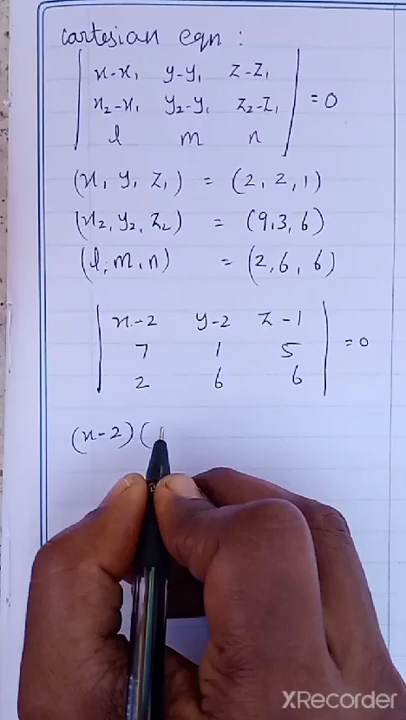 cartesian eqn :
| x-x₁ y-y₁ z-z₁ |
| x₂-x₁ y₂-y₁ z₂-z₁ | = 0
| l m n |
(x₁ y₁ z₁) = (2, 2, 1)
(x₂, y₂, z₂) = (9,3, 6)
(l, m, n) = (2, 6, 6)
| x-2 y-2 z-1 |
| 7 1 5 | = 0
| 2 6 6 |
(x-2) (
XRecorder